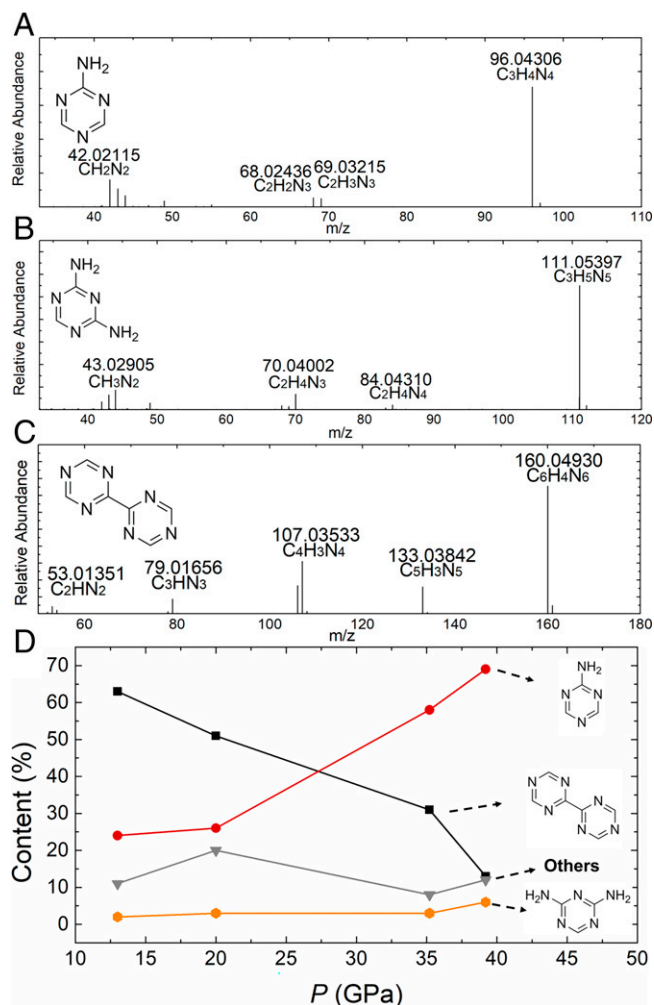 A
NH₂
N N
N
42.02115
CH₂N₂
68.02436
C₂H₂N₃
69.03215
C₂H₃N₃
96.04306
C₃H₄N₄
Relative Abundance
40 50 60 70 80 90 100 110
m/z
B
NH₂
N N
N NH₂
43.02905
CH₃N₂
70.04002
C₂H₄N₃
84.04310
C₂H₄N₄
111.05397
C₃H₅N₅
Relative Abundance
40 50 60 70 80 90 100 110 120
m/z
C
N N
N N
N N
53.01351
C₂HN₂
79.01656
C₃HN₃
107.03533
C₄H₃N₄
133.03842
C₅H₃N₅
160.04930
C₆H₄N₆
Relative Abundance
60 80 100 120 140 160 180
m/z
D
70
60
50
40
30
20
10
0
Content (%)
NH₂
N N
N
N N
N N
N N
Others
H₂N N NH₂
N N
10 15 20 25 30 35 40 45 50
P (GPa)